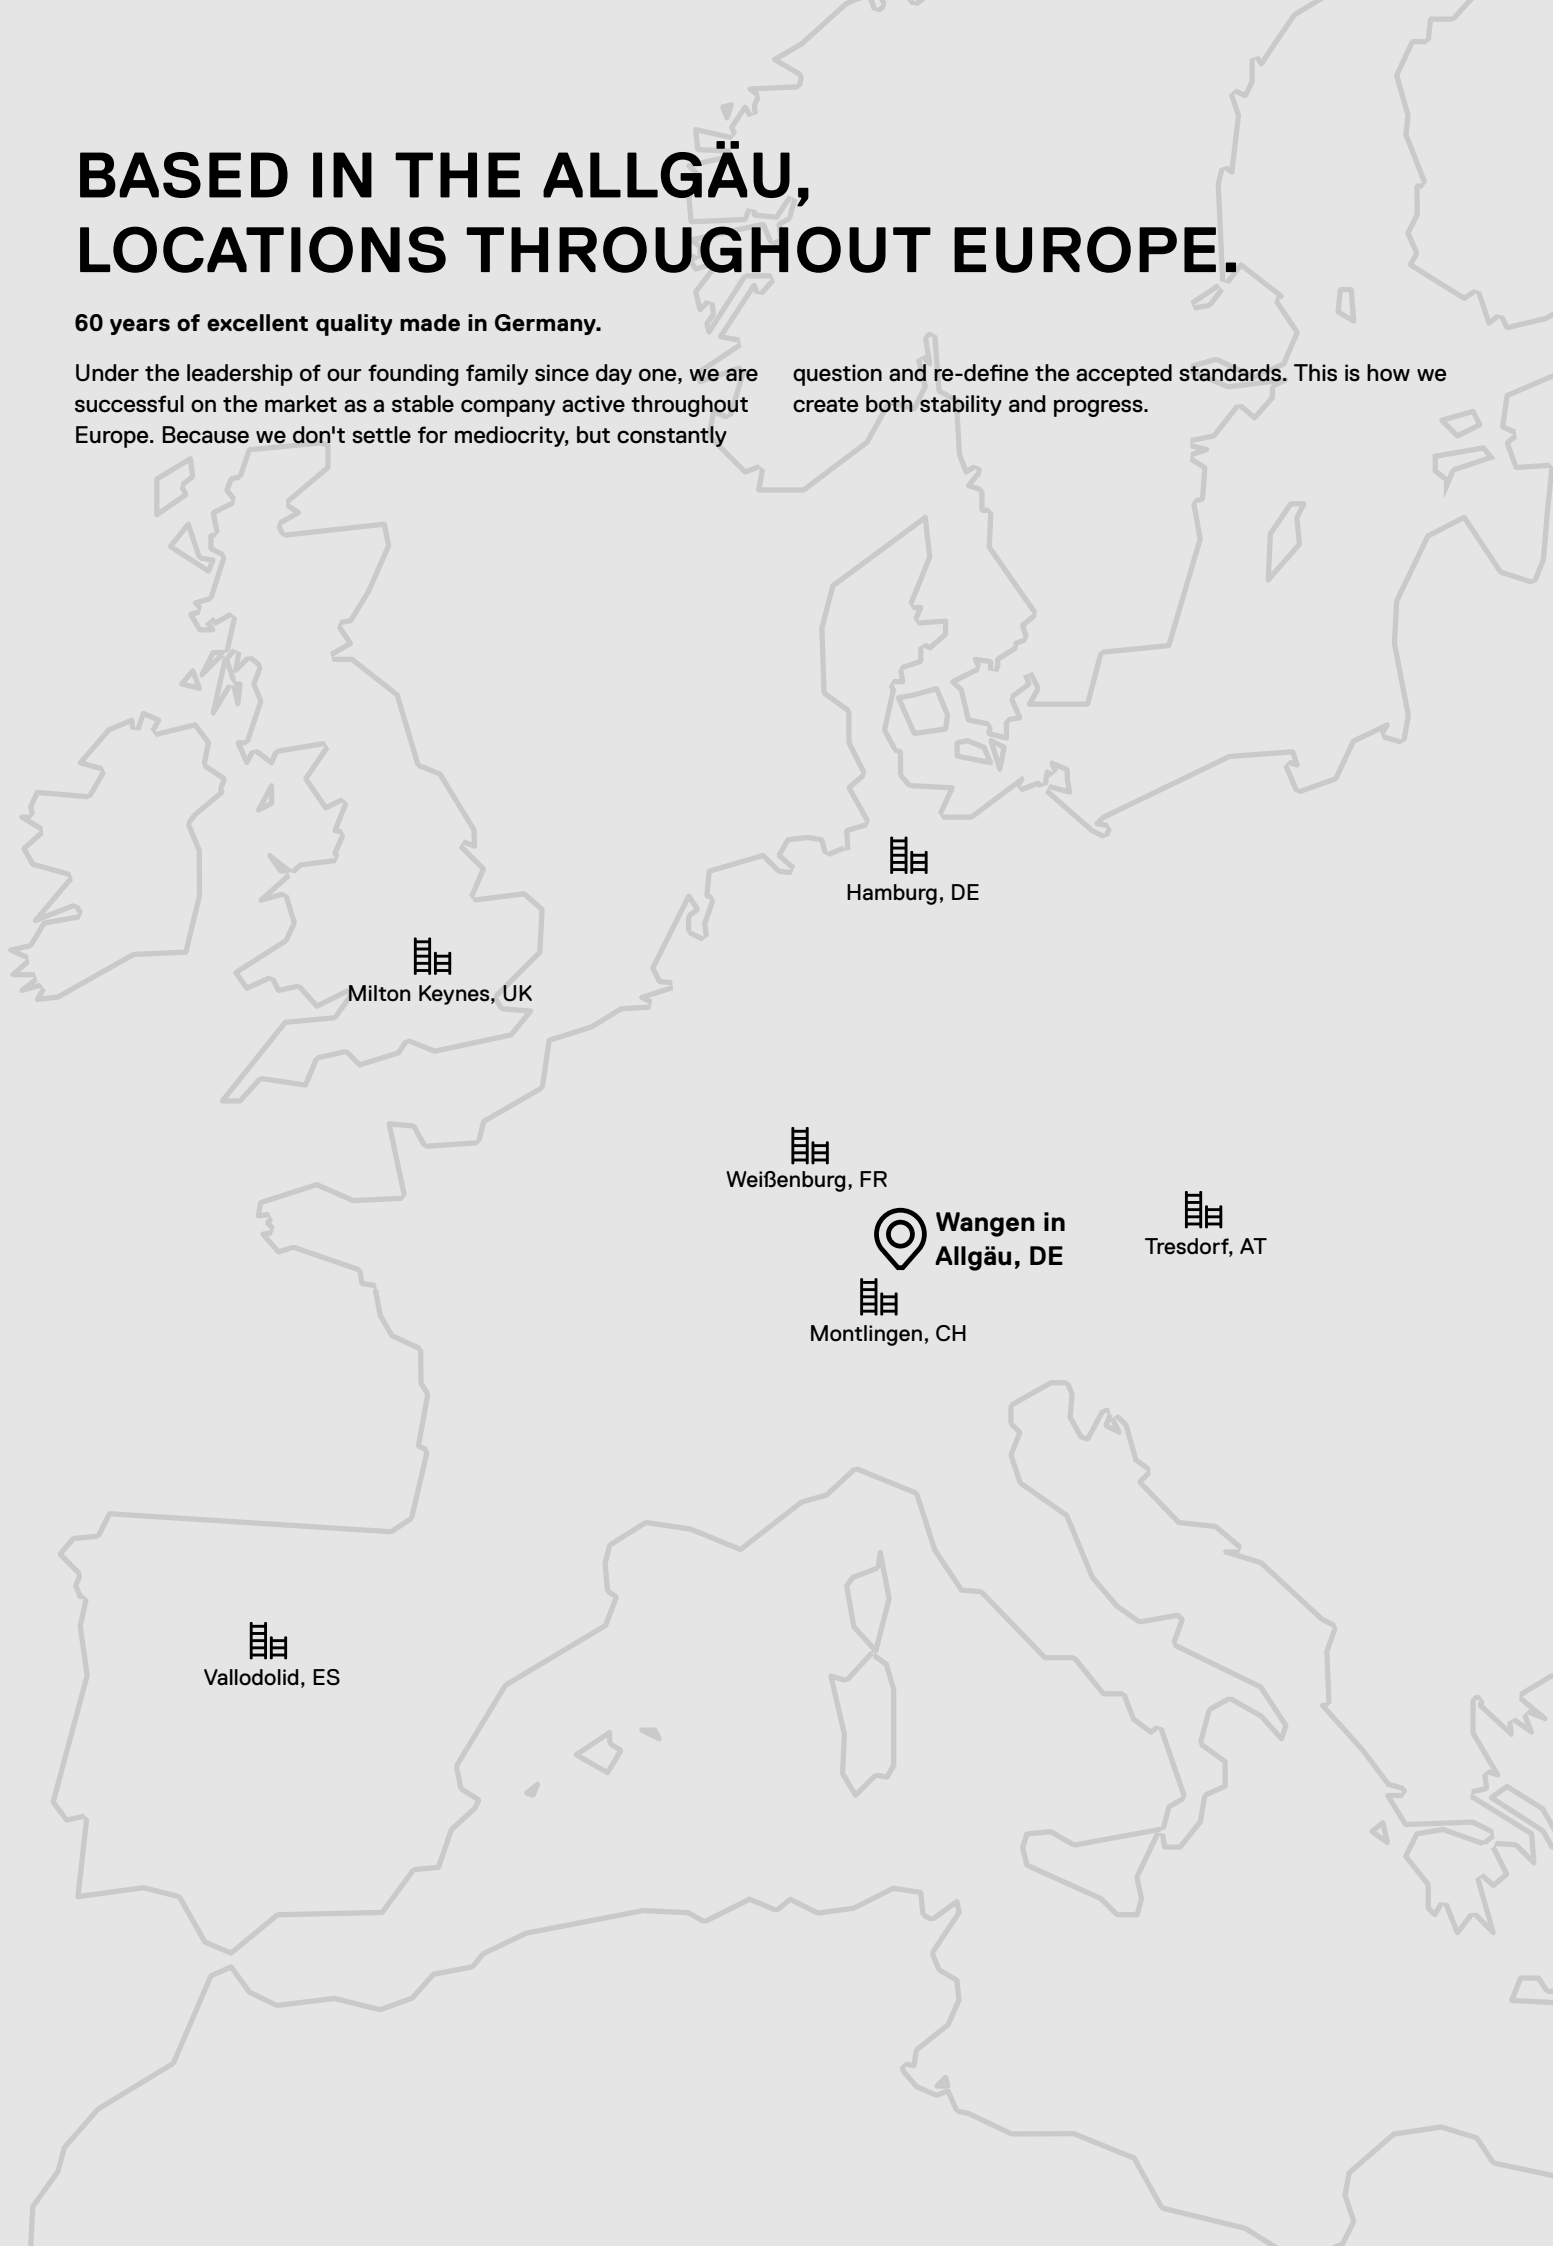 BASED IN THE ALLGÄU,
LOCATIONS THROUGHOUT EUROPE.
60 years of excellent quality made in Germany.
Under the leadership of our founding family since day one, we are
successful on the market as a stable company active throughout
Europe. Because we don't settle for mediocrity, but constantly
question and re-define the accepted standards. This is how we
create both stability and progress.
Hamburg, DE
Milton Keynes, UK
Weißenburg, FR
Wangen in
Allgäu, DE
Tresdorf, AT
Montlingen, CH
Vallodolid, ES